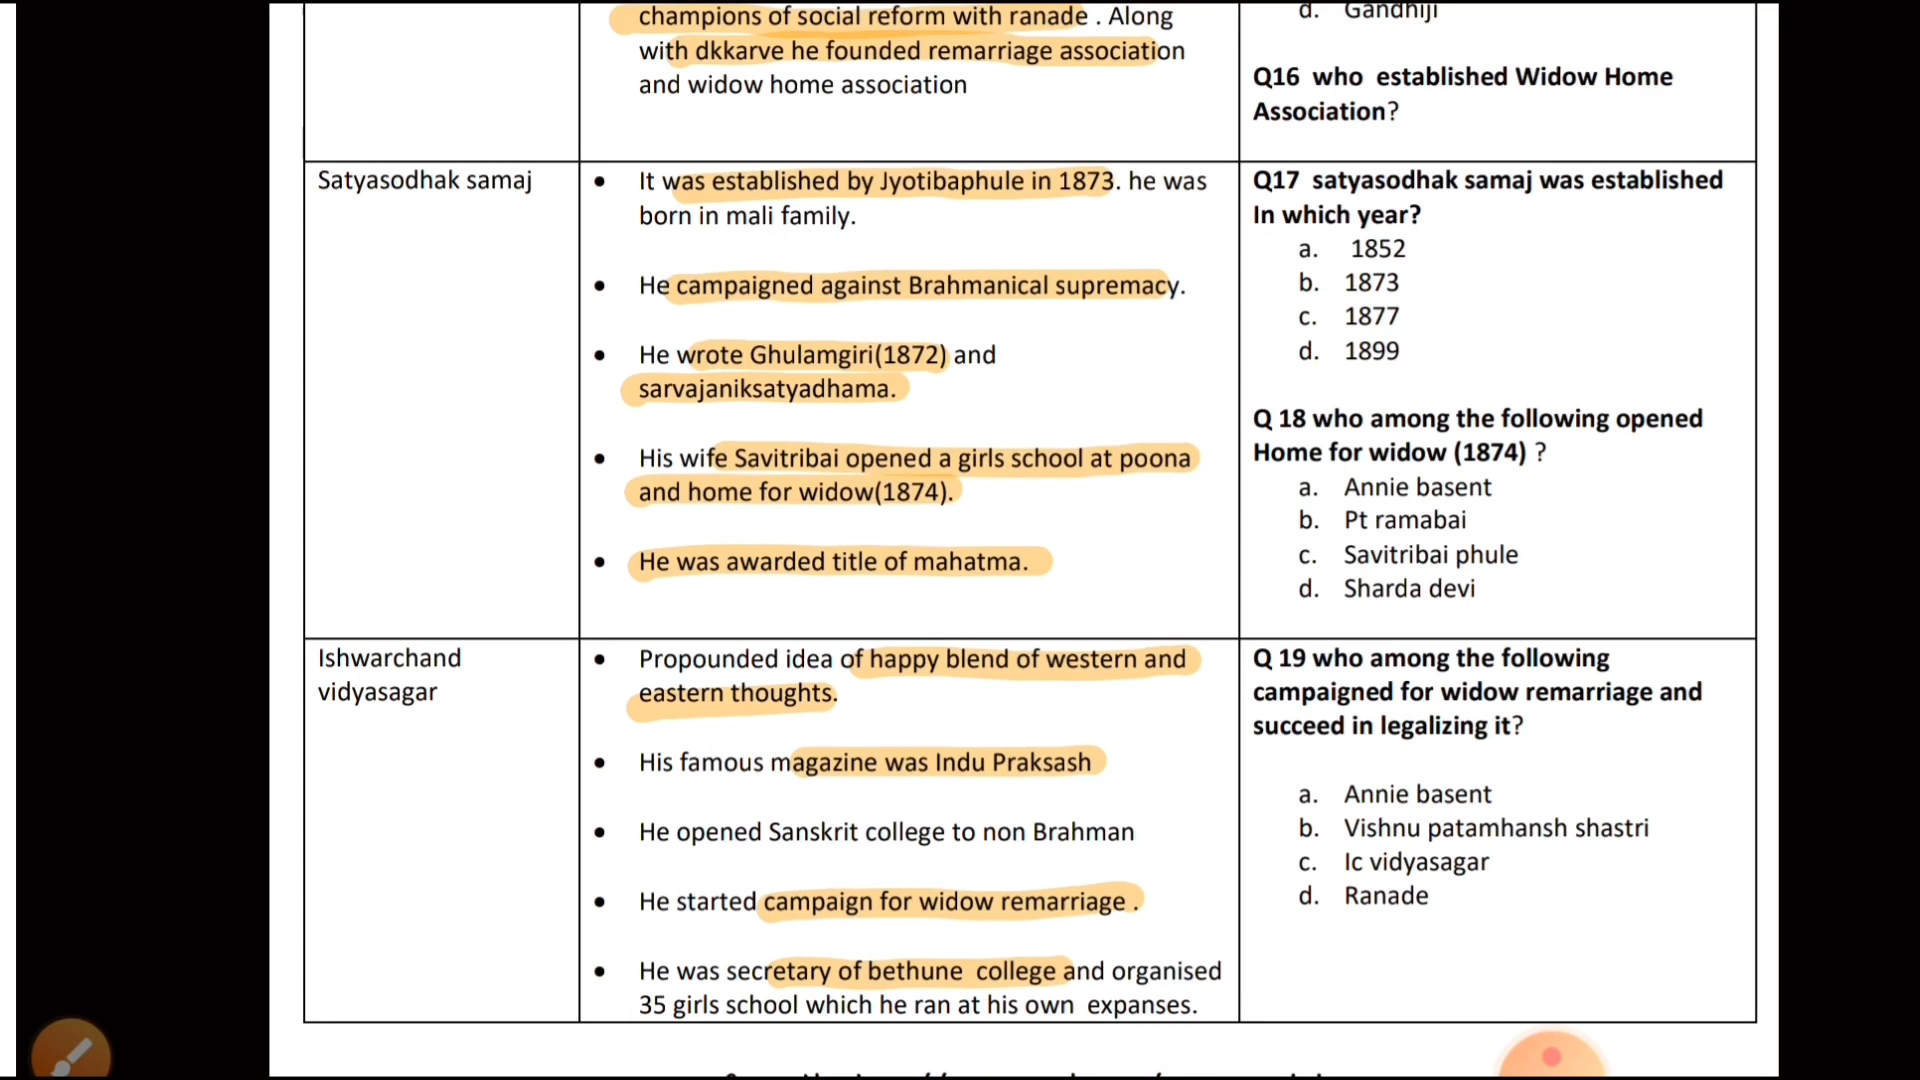 champions of social reform with ranade . Along
with dkkarve he founded remarriage association
and widow home association
d. Gandhiji
Q16 who established Widow Home
Association?
Satyasodhak samaj
• It was established by Jyotibaphule in 1873. he was
born in mali family.
• He campaigned against Brahmanical supremacy.
• He wrote Ghulamgiri(1872) and
sarvajaniksatyadhama.
• His wife Savitribai opened a girls school at poona
and home for widow(1874).
• He was awarded title of mahatma.
Q17 satyasodhak samaj was established
In which year?
a. 1852
b. 1873
c. 1877
d. 1899
Q 18 who among the following opened
Home for widow (1874) ?
a. Annie basent
b. Pt ramabai
c. Savitribai phule
d. Sharda devi
Ishwarchand
vidyasagar
• Propounded idea of happy blend of western and
eastern thoughts.
• His famous magazine was Indu Praksash
• He opened Sanskrit college to non Brahman
• He started campaign for widow remarriage .
• He was secretary of bethune college and organised
35 girls school which he ran at his own expanses.
Q 19 who among the following
campaigned for widow remarriage and
succeed in legalizing it?
a. Annie basent
b. Vishnu patamhansh shastri
c. Ic vidyasagar
d. Ranade